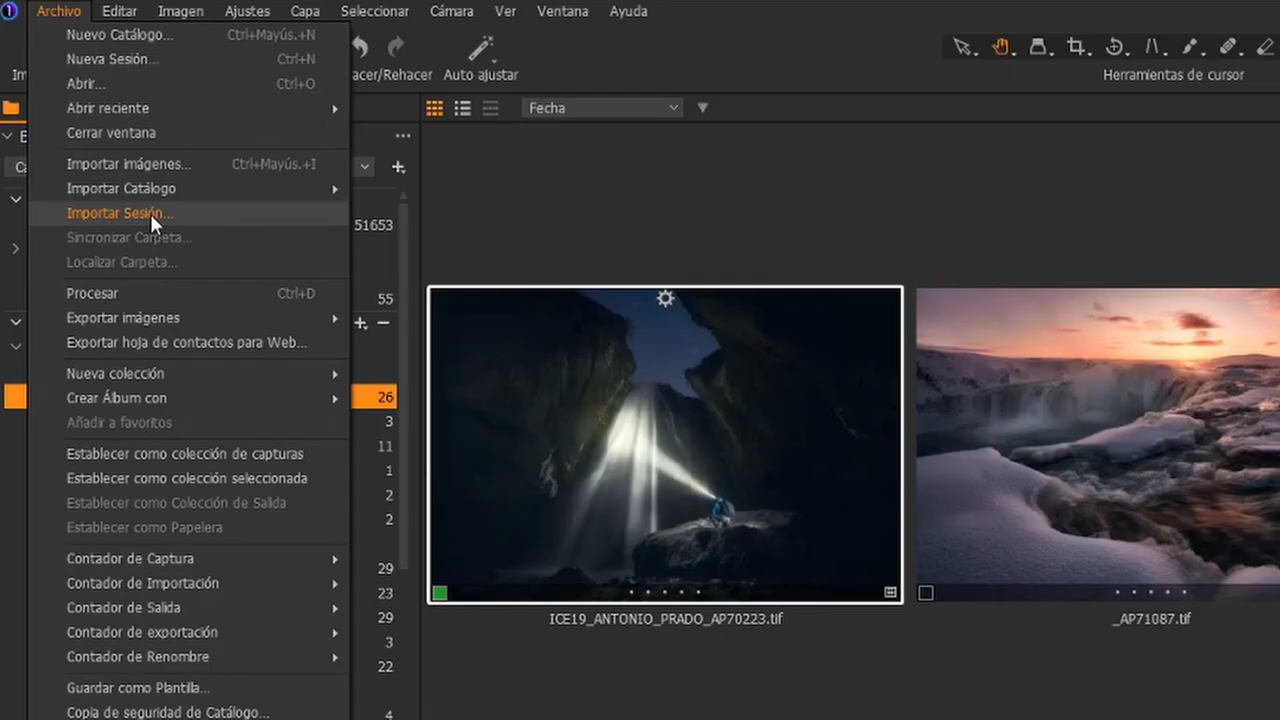 Archivo Editar Imagen Ajustes Capa Seleccionar Cámara Ver Ventana Ayuda
Nuevo Catálogo... Ctrl+Mayús.+N
Nueva Sesión... Ctrl+N
Abrir... Ctrl+O
Abrir reciente
Cerrar ventana
Importar imágenes... Ctrl+Mayús.+I
Importar Catálogo
Importar Sesión...
Sincronizar Carpeta...
Localizar Carpeta...
Procesar Ctrl+D
Exportar imágenes
Exportar hoja de contactos para Web...
Nueva colección
Crear Álbum con
Añadir a favoritos
Establecer como colección de capturas
Establecer como colección seleccionada
Establecer como Colección de Salida
Establecer como Papelera
Contador de Captura
Contador de Importación
Contador de Salida
Contador de exportación
Contador de Renombre
Guardar como Plantilla...
Copia de seguridad de Catálogo...
acer/Rehacer Auto ajustar
Herramientas de cursor
Fecha
51653
55
26
3
11
1
2
2
29
23
29
3
22
4
ICE19_ANTONIO_PRADO_AP70223.tif
_AP71087.tif